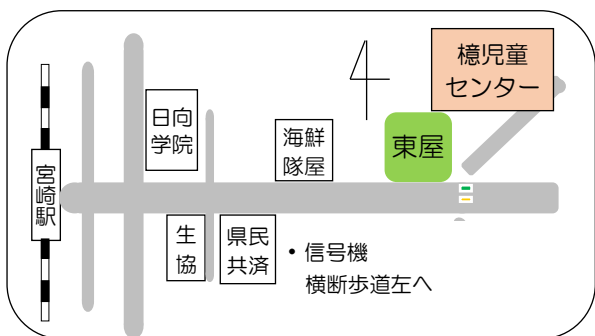 檍児童
センター
日向
学院
海鮮
隊屋
東屋
宮崎駅
生
協
県民
共済
・信号機
横断歩道左へ